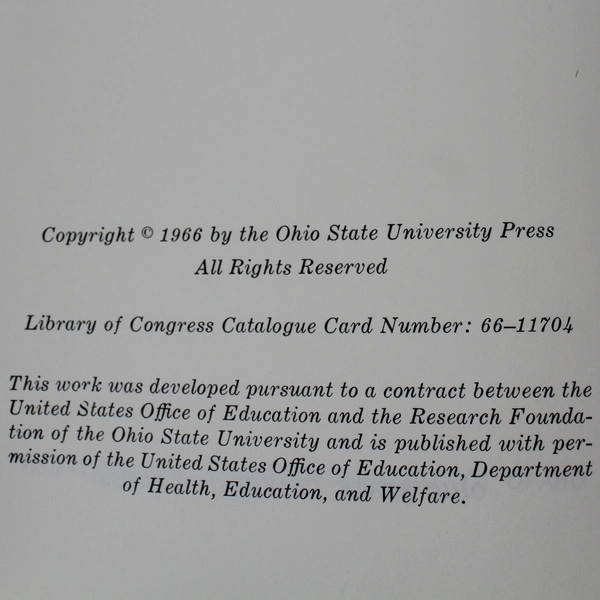 Copyright © 1966 by the Ohio State University Press
All Rights Reserved
Library of Congress Catalogue Card Number: 66–11704
This work was developed pursuant to a contract between the
United States Office of Education and the Research Founda-
tion of the Ohio State University and is published with per-
mission of the United States Office of Education, Department
of Health, Education, and Welfare.